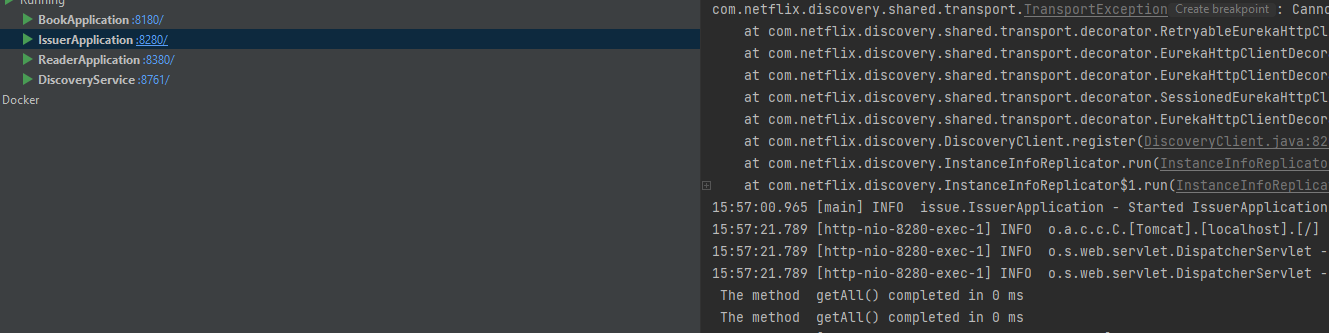 Running
BookApplication :8180/
IssuerApplication :8280/
ReaderApplication :8380/
DiscoveryService :8761/
Docker
com.netflix.discovery.shared.transport.TransportException Create breakpoint : Canno
at com.netflix.discovery.shared.transport.decorator.RetryableEurekaHttpCl
at com.netflix.discovery.shared.transport.decorator.EurekaHttpClientDecor
at com.netflix.discovery.shared.transport.decorator.EurekaHttpClientDecor
at com.netflix.discovery.shared.transport.decorator.SessionedEurekaHttpCl
at com.netflix.discovery.shared.transport.decorator.EurekaHttpClientDecor
at com.netflix.discovery.DiscoveryClient.register(DiscoveryClient.java:82
at com.netflix.discovery.InstanceInfoReplicator.run(InstanceInfoReplicato
at com.netflix.discovery.InstanceInfoReplicator$1.run(InstanceInfoReplica
15:57:00.965 [main] INFO  issue.IssuerApplication - Started IssuerApplication
15:57:21.789 [http-nio-8280-exec-1] INFO  o.a.c.c.C.[Tomcat].[localhost].[/]
15:57:21.789 [http-nio-8280-exec-1] INFO  o.s.web.servlet.DispatcherServlet -
15:57:21.789 [http-nio-8280-exec-1] INFO  o.s.web.servlet.DispatcherServlet -
The method  getAll() completed in 0 ms
The method  getAll() completed in 0 ms